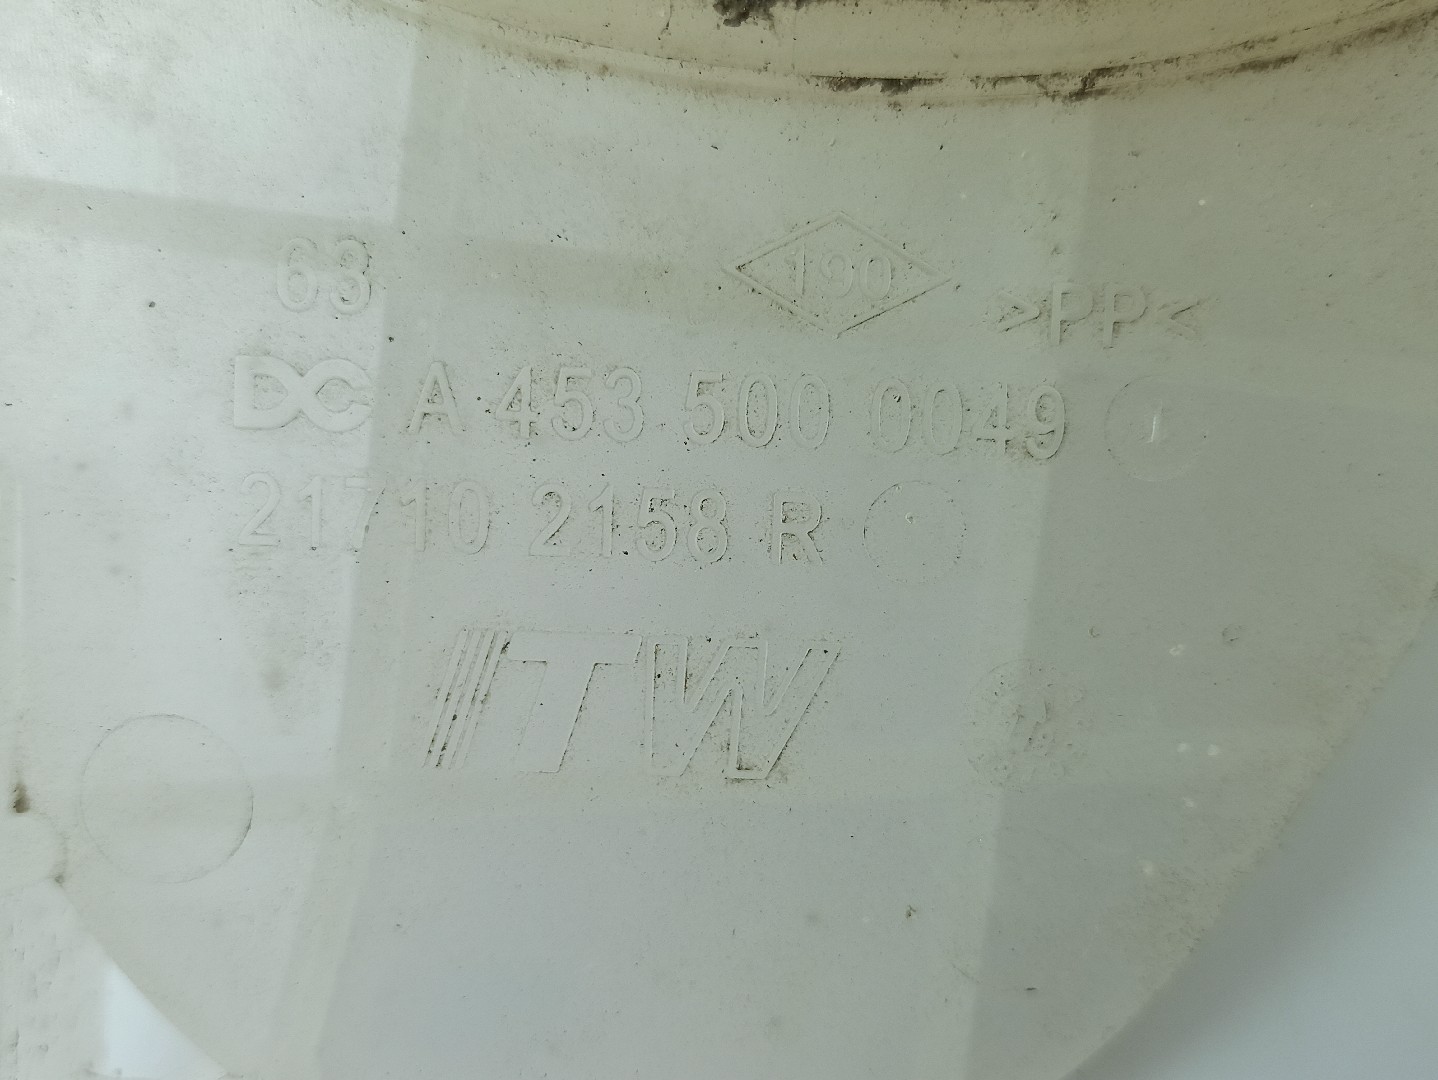 63
190
>PP<
DC A 453 500 0049
21710 2158 R
ITW